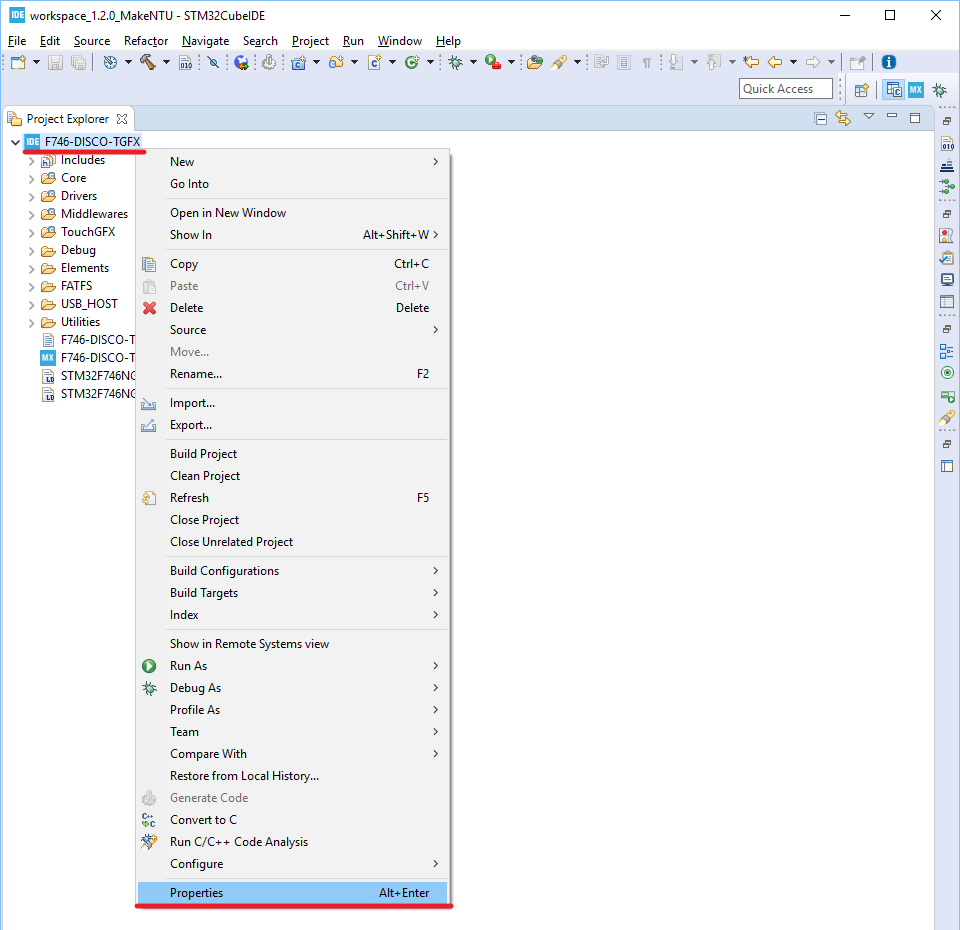 IDE workspace_1.2.0_MakeNTU - STM32CubeIDE
File Edit Source Refactor Navigate Search Project Run Window Help
Quick Access
MX
Project Explorer
IDE F746-DISCO-TGFX
Includes
Core
Drivers
Middlewares
TouchGFX
Debug
Elements
FATFS
USB_HOST
Utilities
F746-DISCO-T
MX F746-DISCO-T
STM32F746NG
STM32F746NG
New
Go Into
Open in New Window
Show In Alt+Shift+W
Copy Ctrl+C
Paste Ctrl+V
Delete Delete
Source
Move...
Rename... F2
Import...
Export...
Build Project
Clean Project
Refresh F5
Close Project
Close Unrelated Project
Build Configurations
Build Targets
Index
Show in Remote Systems view
Run As
Debug As
Profile As
Team
Compare With
Restore from Local History...
Generate Code
Convert to C
Run C/C++ Code Analysis
Configure
Properties Alt+Enter